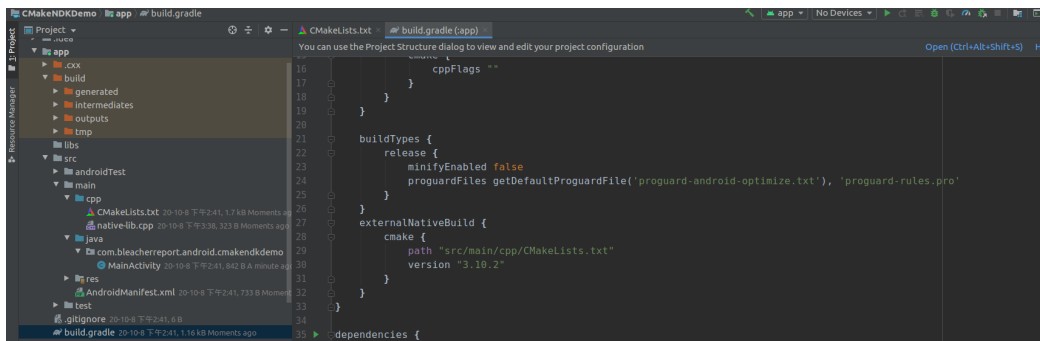 CMakeNDKDemo app build.gradle
app No Devices
Project
CMakeLists.txt
build.gradle (:app)
You can use the Project Structure dialog to view and edit your project configuration
Open (Ctrl+Alt+Shift+S)
1: Project
Resource Manager
.idea
app
.cxx
build
generated
intermediates
outputs
tmp
libs
src
androidTest
main
cpp
CMakeLists.txt 20-10-8 下午2:41, 1.7 kB Moments ag
native-lib.cpp 20-10-8 下午3:38, 323 B Moments ago
java
com.bleacherreport.android.cmakendkdemo
MainActivity 20-10-8 下午2:41, 842 B A minute ag
res
AndroidManifest.xml 20-10-8 下午2:41, 733 B Moment
test
.gitignore 20-10-8 下午2:41, 6 B
build.gradle 20-10-8 下午2:41, 1.16 kB Moments ago
15 cmake {
16 cppFlags ""
17 }
18 }
19 }
20
21 buildTypes {
22 release {
23 minifyEnabled false
24 proguardFiles getDefaultProguardFile('proguard-android-optimize.txt'), 'proguard-rules.pro'
25 }
26 }
27 externalNativeBuild {
28 cmake {
29 path "src/main/cpp/CMakeLists.txt"
30 version "3.10.2"
31 }
32 }
33 }
34
35 dependencies {